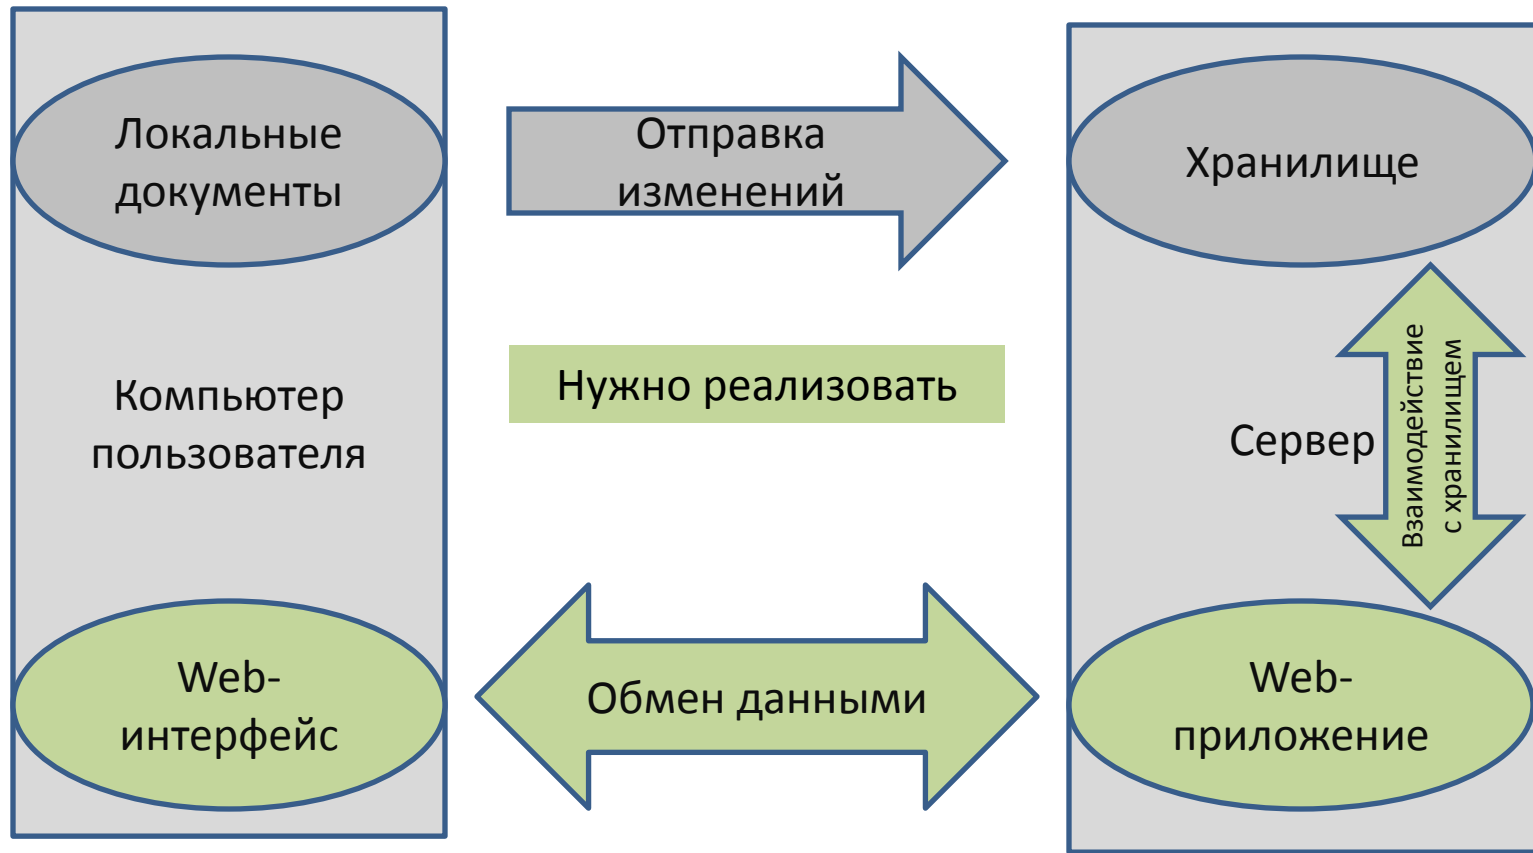 Локальные
документы
Отправка
изменений
Хранилище
Компьютер
пользователя
Нужно реализовать
Сервер
Взаимодействие
с хранилищем
Web-
интерфейс
Обмен данными
Web-
приложение